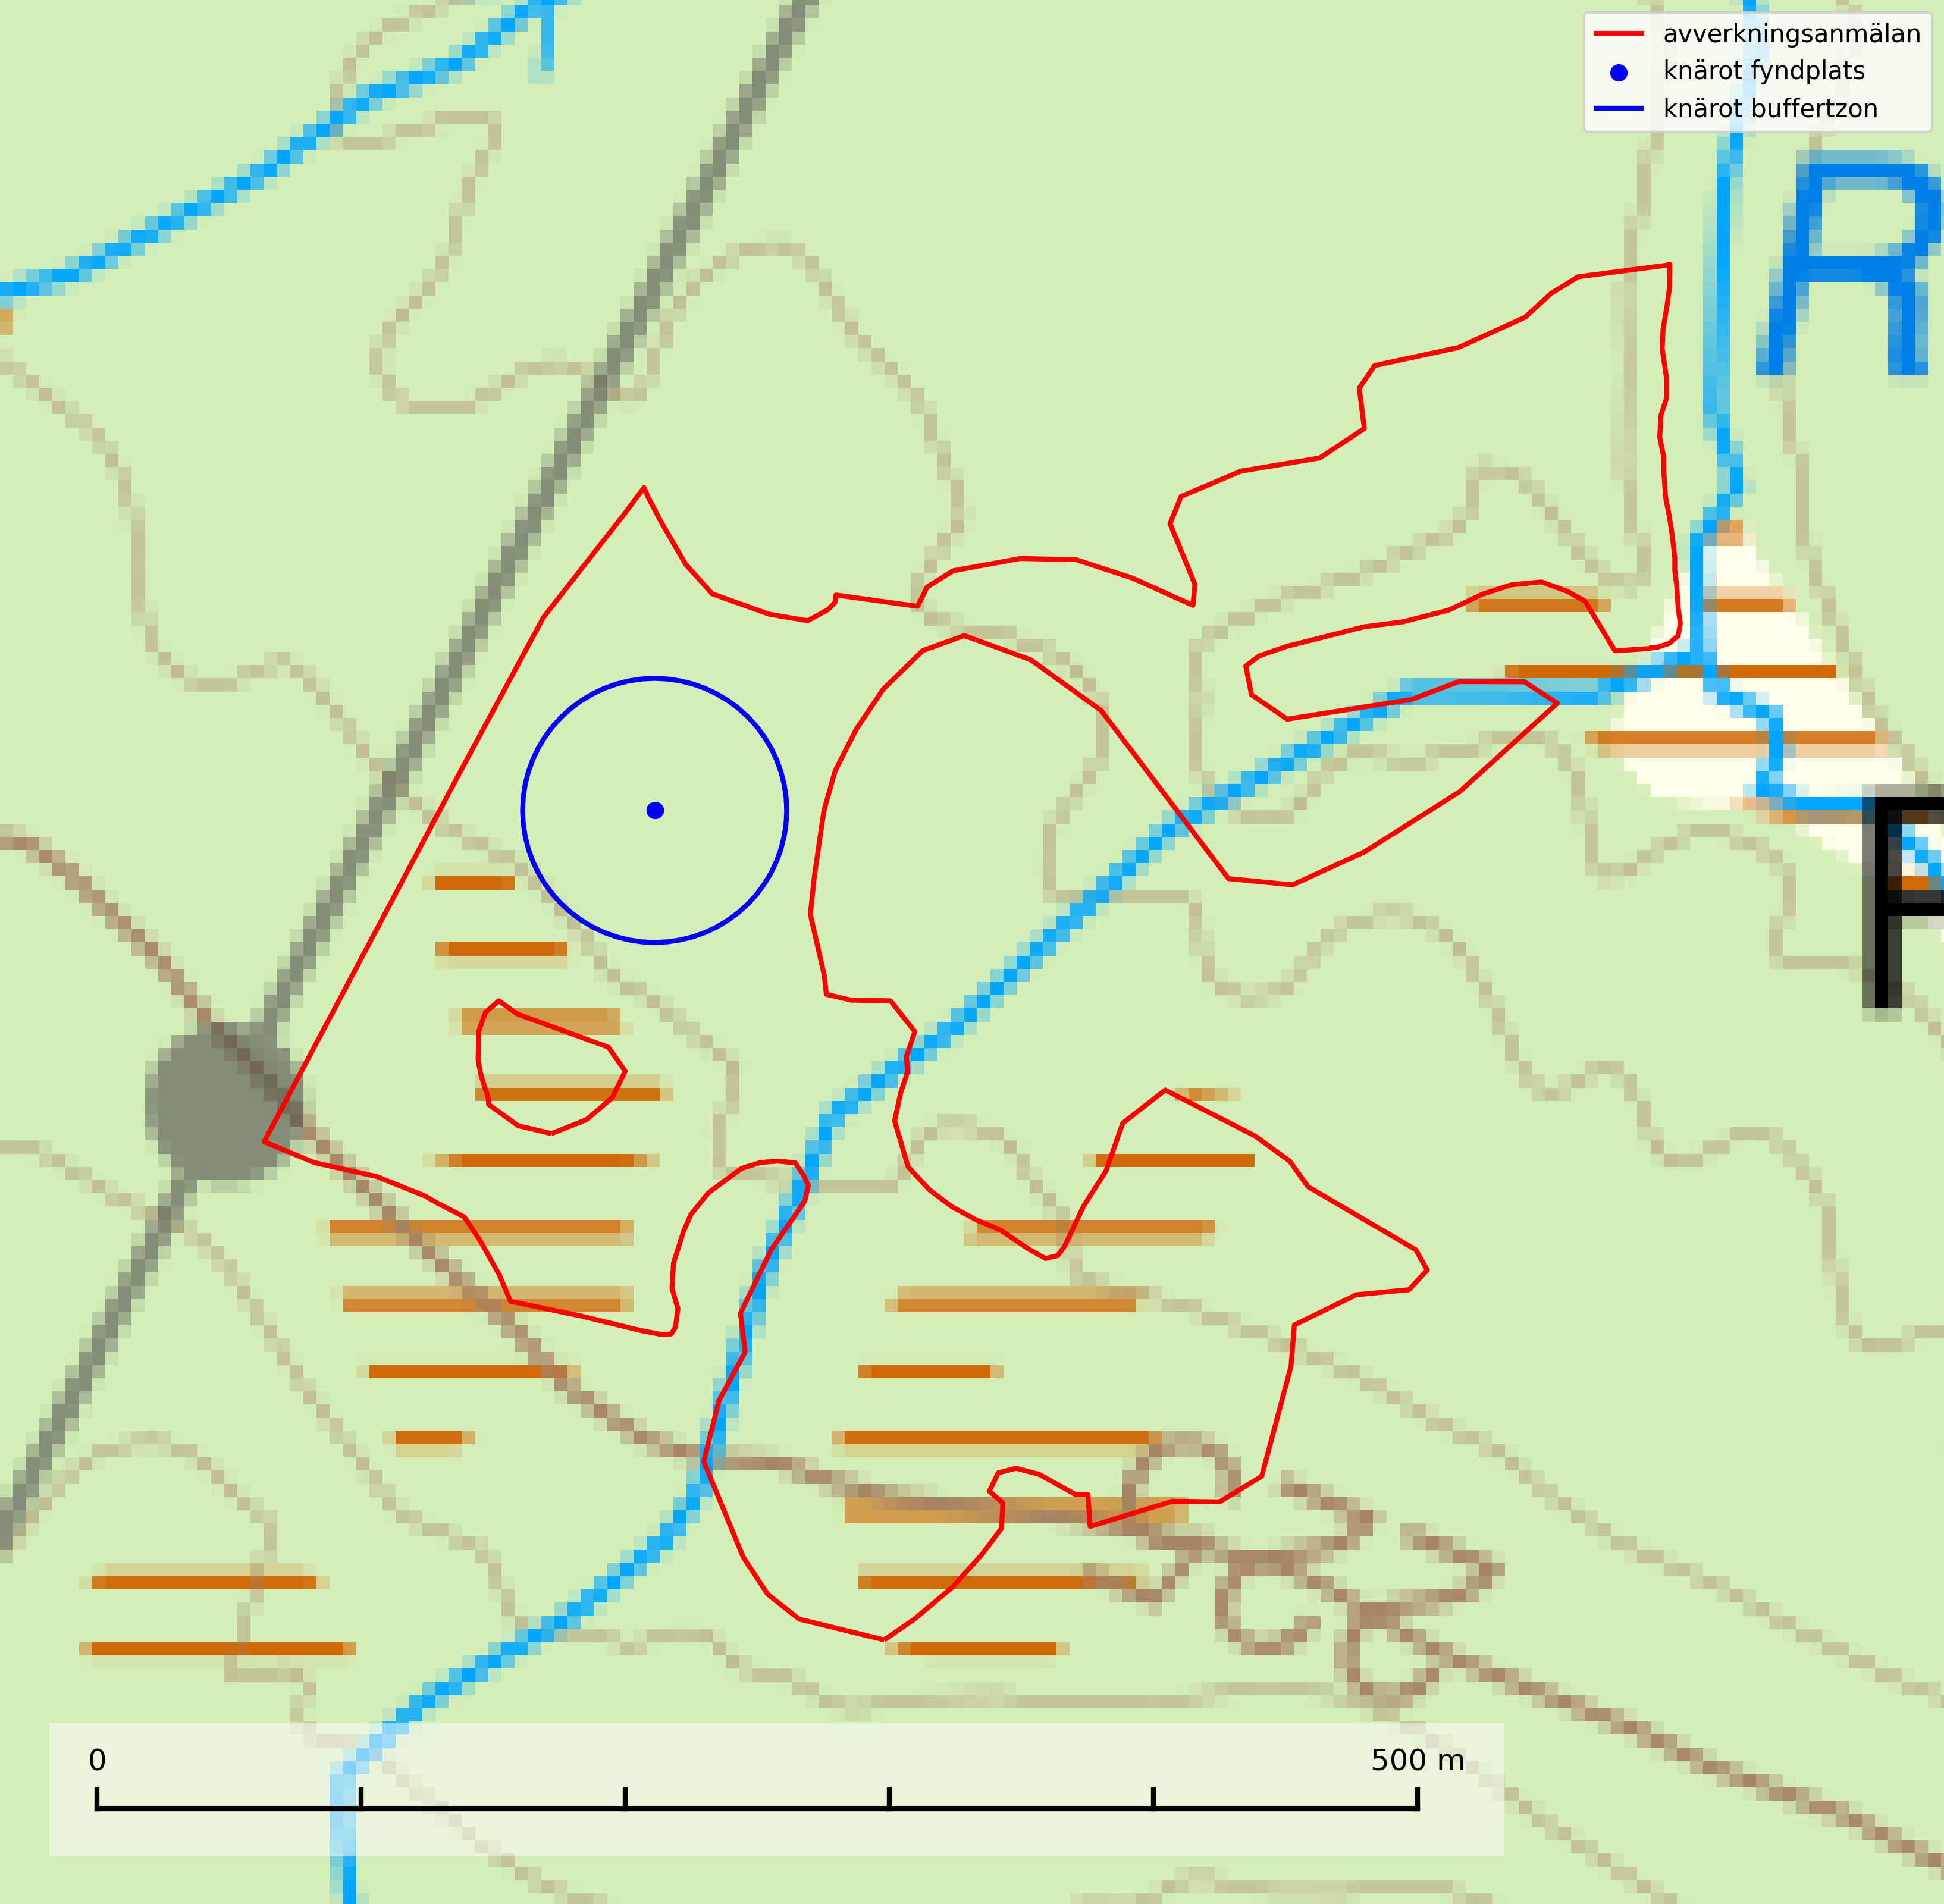 avverkningsanmälan
knärot fyndplats
knärot buffertzon
R
F
0 500 m